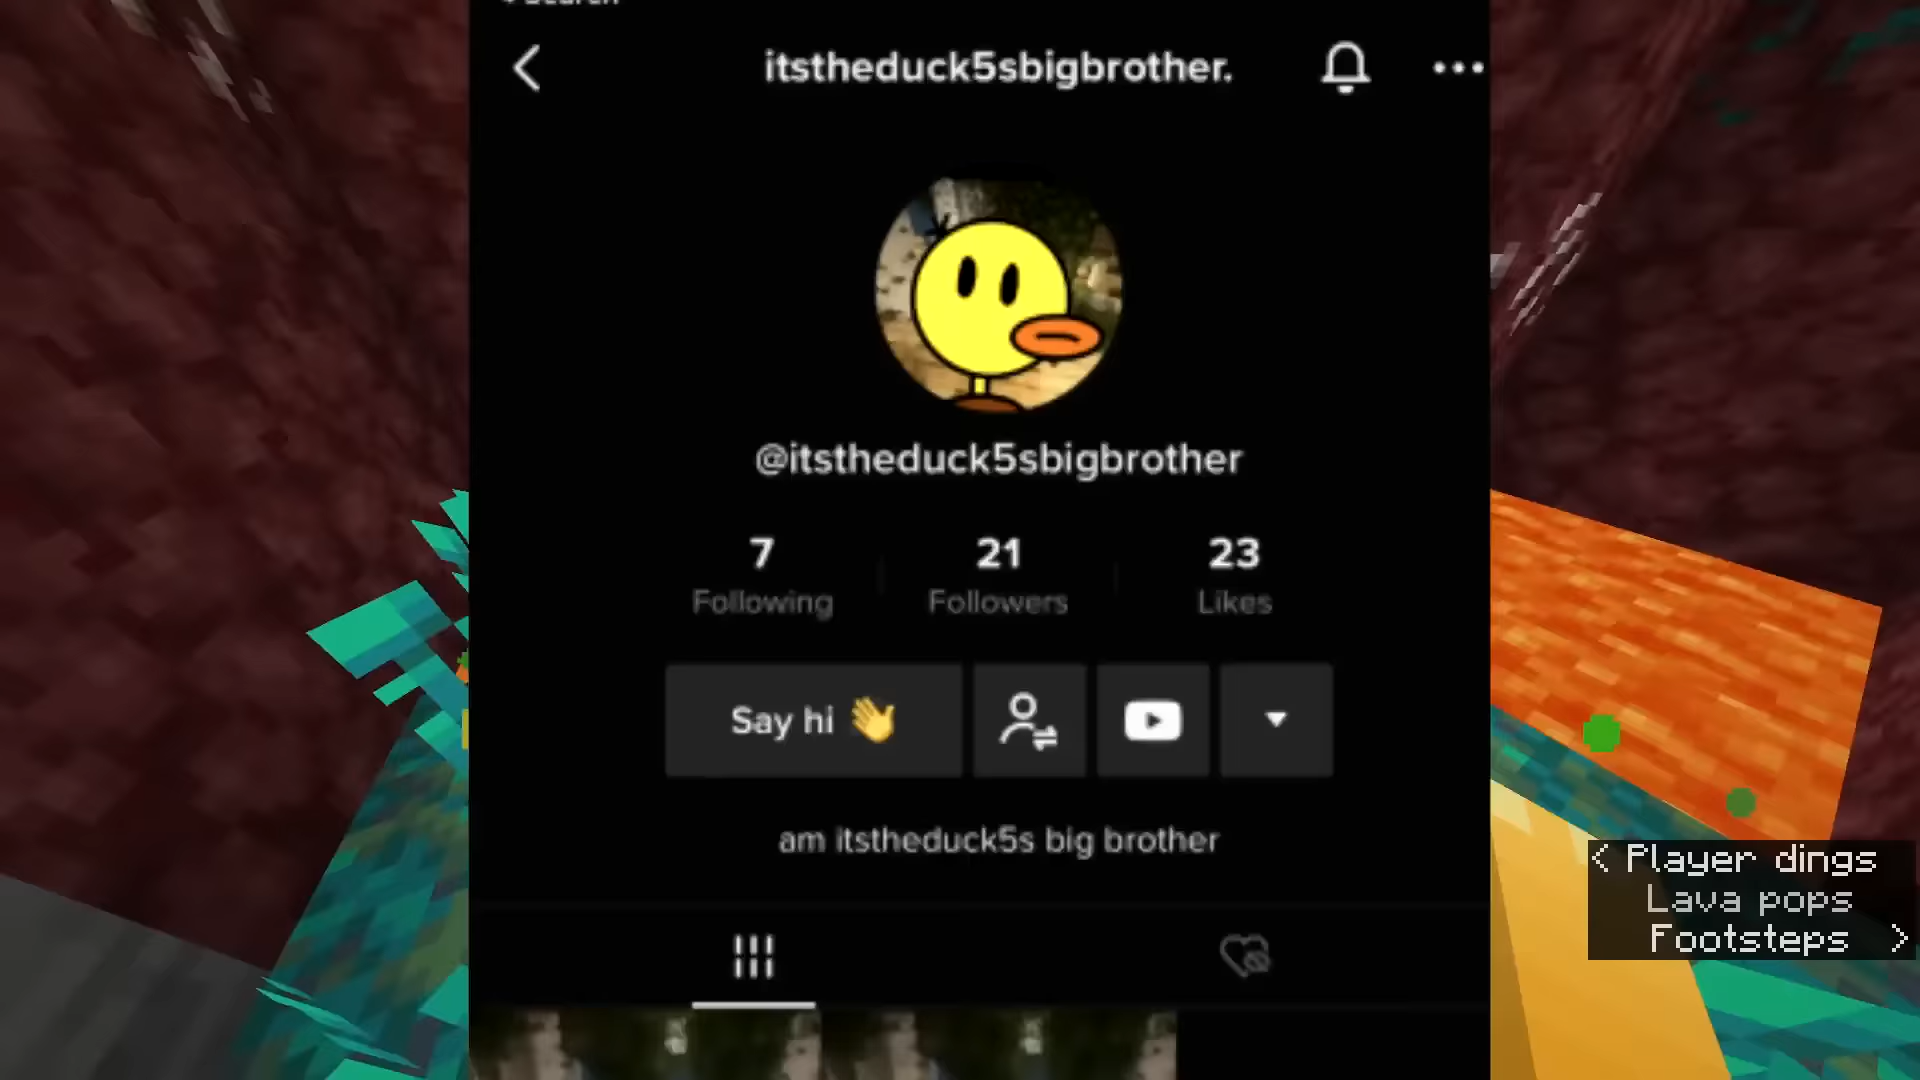 Search
itstheduck5sbigbrother.
@itstheduck5sbigbrother
7 21 23
Following Followers Likes
Say hi 👋
am itstheduck5s big brother
< Player dings
Lava pops
Footsteps >